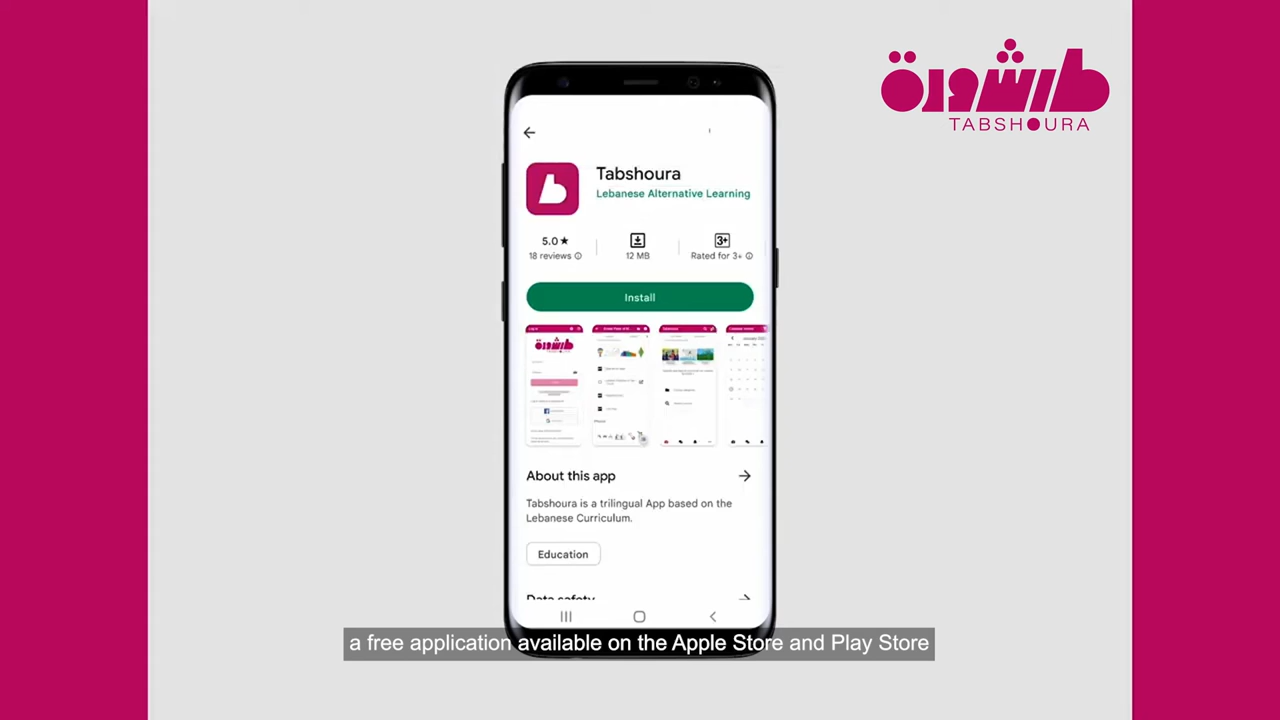 طبشورة
TABSHOURA
Tabshoura
Lebanese Alternative Learning
5.0★
18 reviews
12 MB
3+
Rated for 3+
Install
About this app
Tabshoura is a trilingual App based on the
Lebanese Curriculum.
Education
Data safety
a free application available on the Apple Store and Play Store